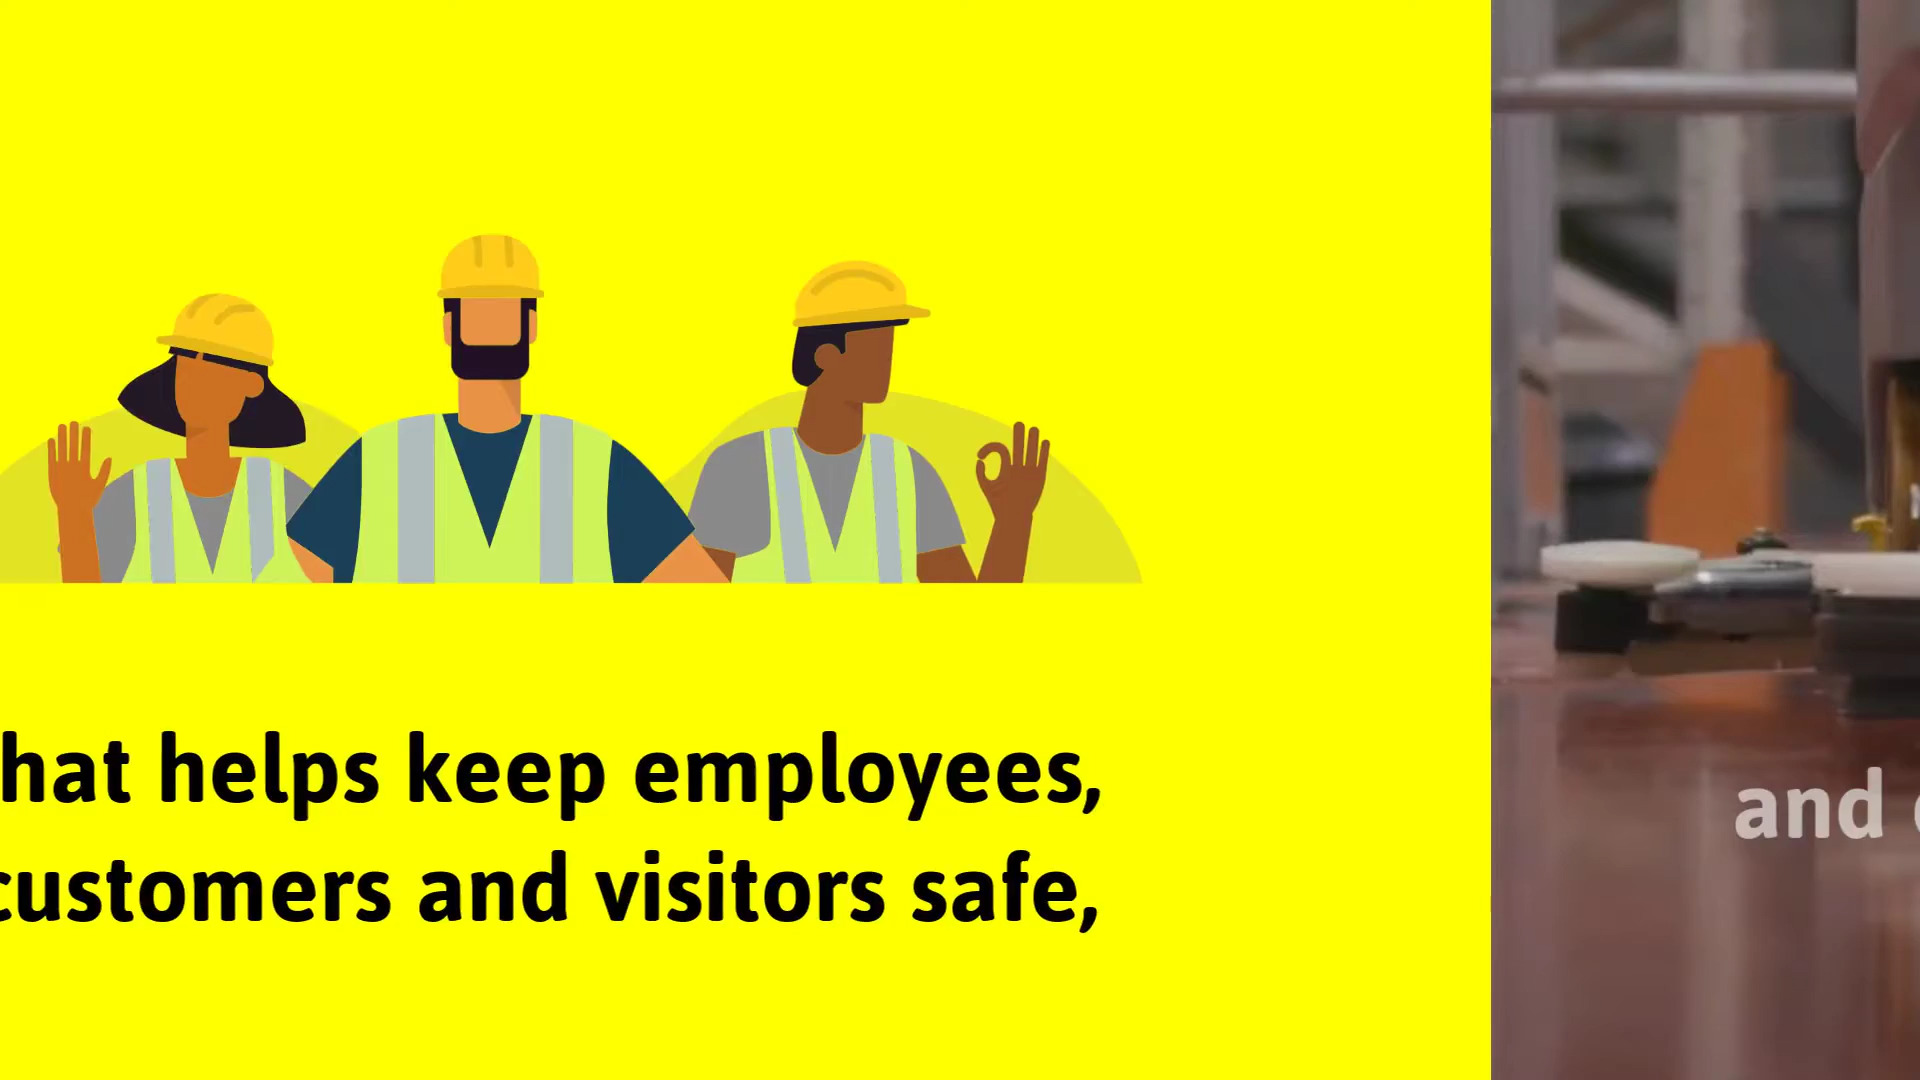 hat helps keep employees,
customers and visitors safe,
and